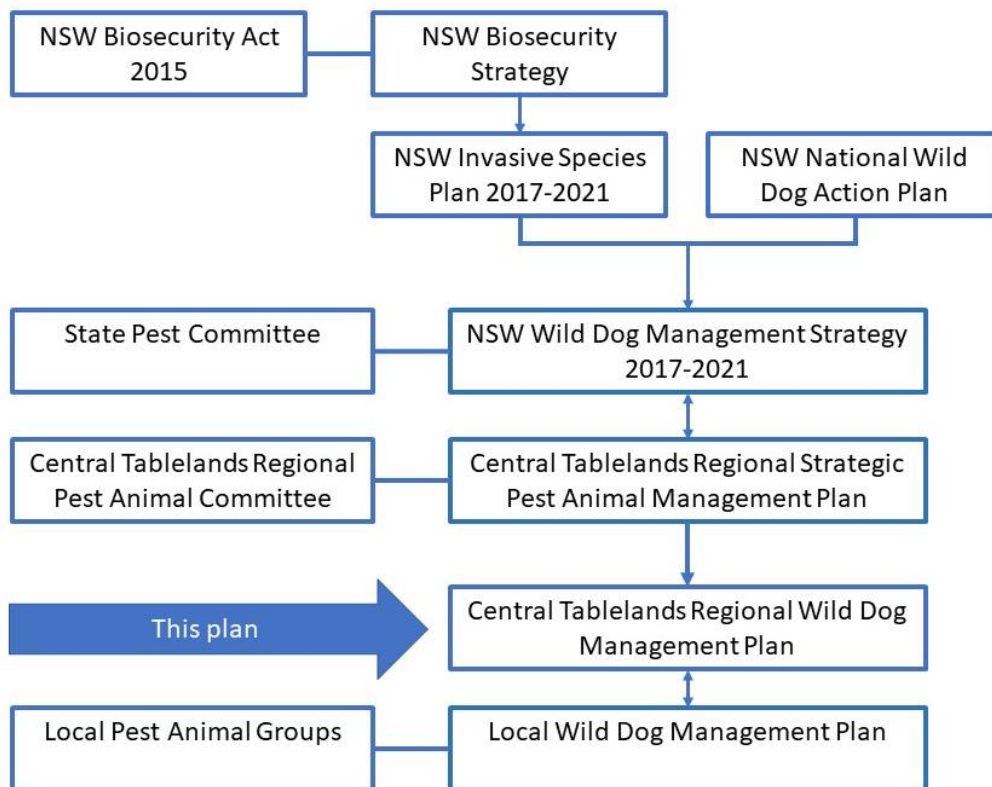 NSW Biosecurity Act
2015
NSW Biosecurity
Strategy
NSW Invasive Species
Plan 2017-2021
NSW National Wild
Dog Action Plan
State Pest Committee
NSW Wild Dog Management Strategy
2017-2021
Central Tablelands Regional
Pest Animal Committee
Central Tablelands Regional Strategic
Pest Animal Management Plan
This plan
Central Tablelands Regional Wild Dog
Management Plan
Local Pest Animal Groups
Local Wild Dog Management Plan